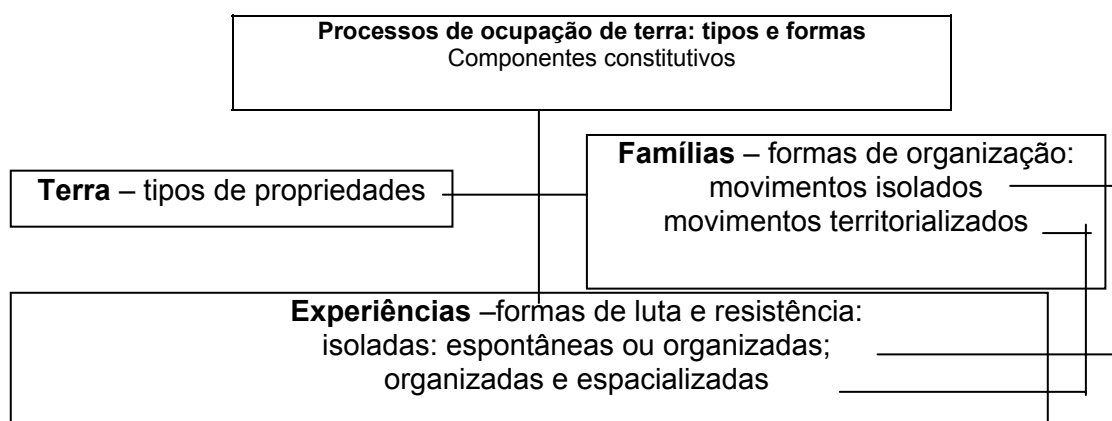 Processos de ocupação de terra: tipos e formas
Componentes constitutivos
Famílias – formas de organização:
movimentos isolados
movimentos territorializados
Terra – tipos de propriedades
Experiências –formas de luta e resistência:
isoladas: espontâneas ou organizadas;
organizadas e espacializadas